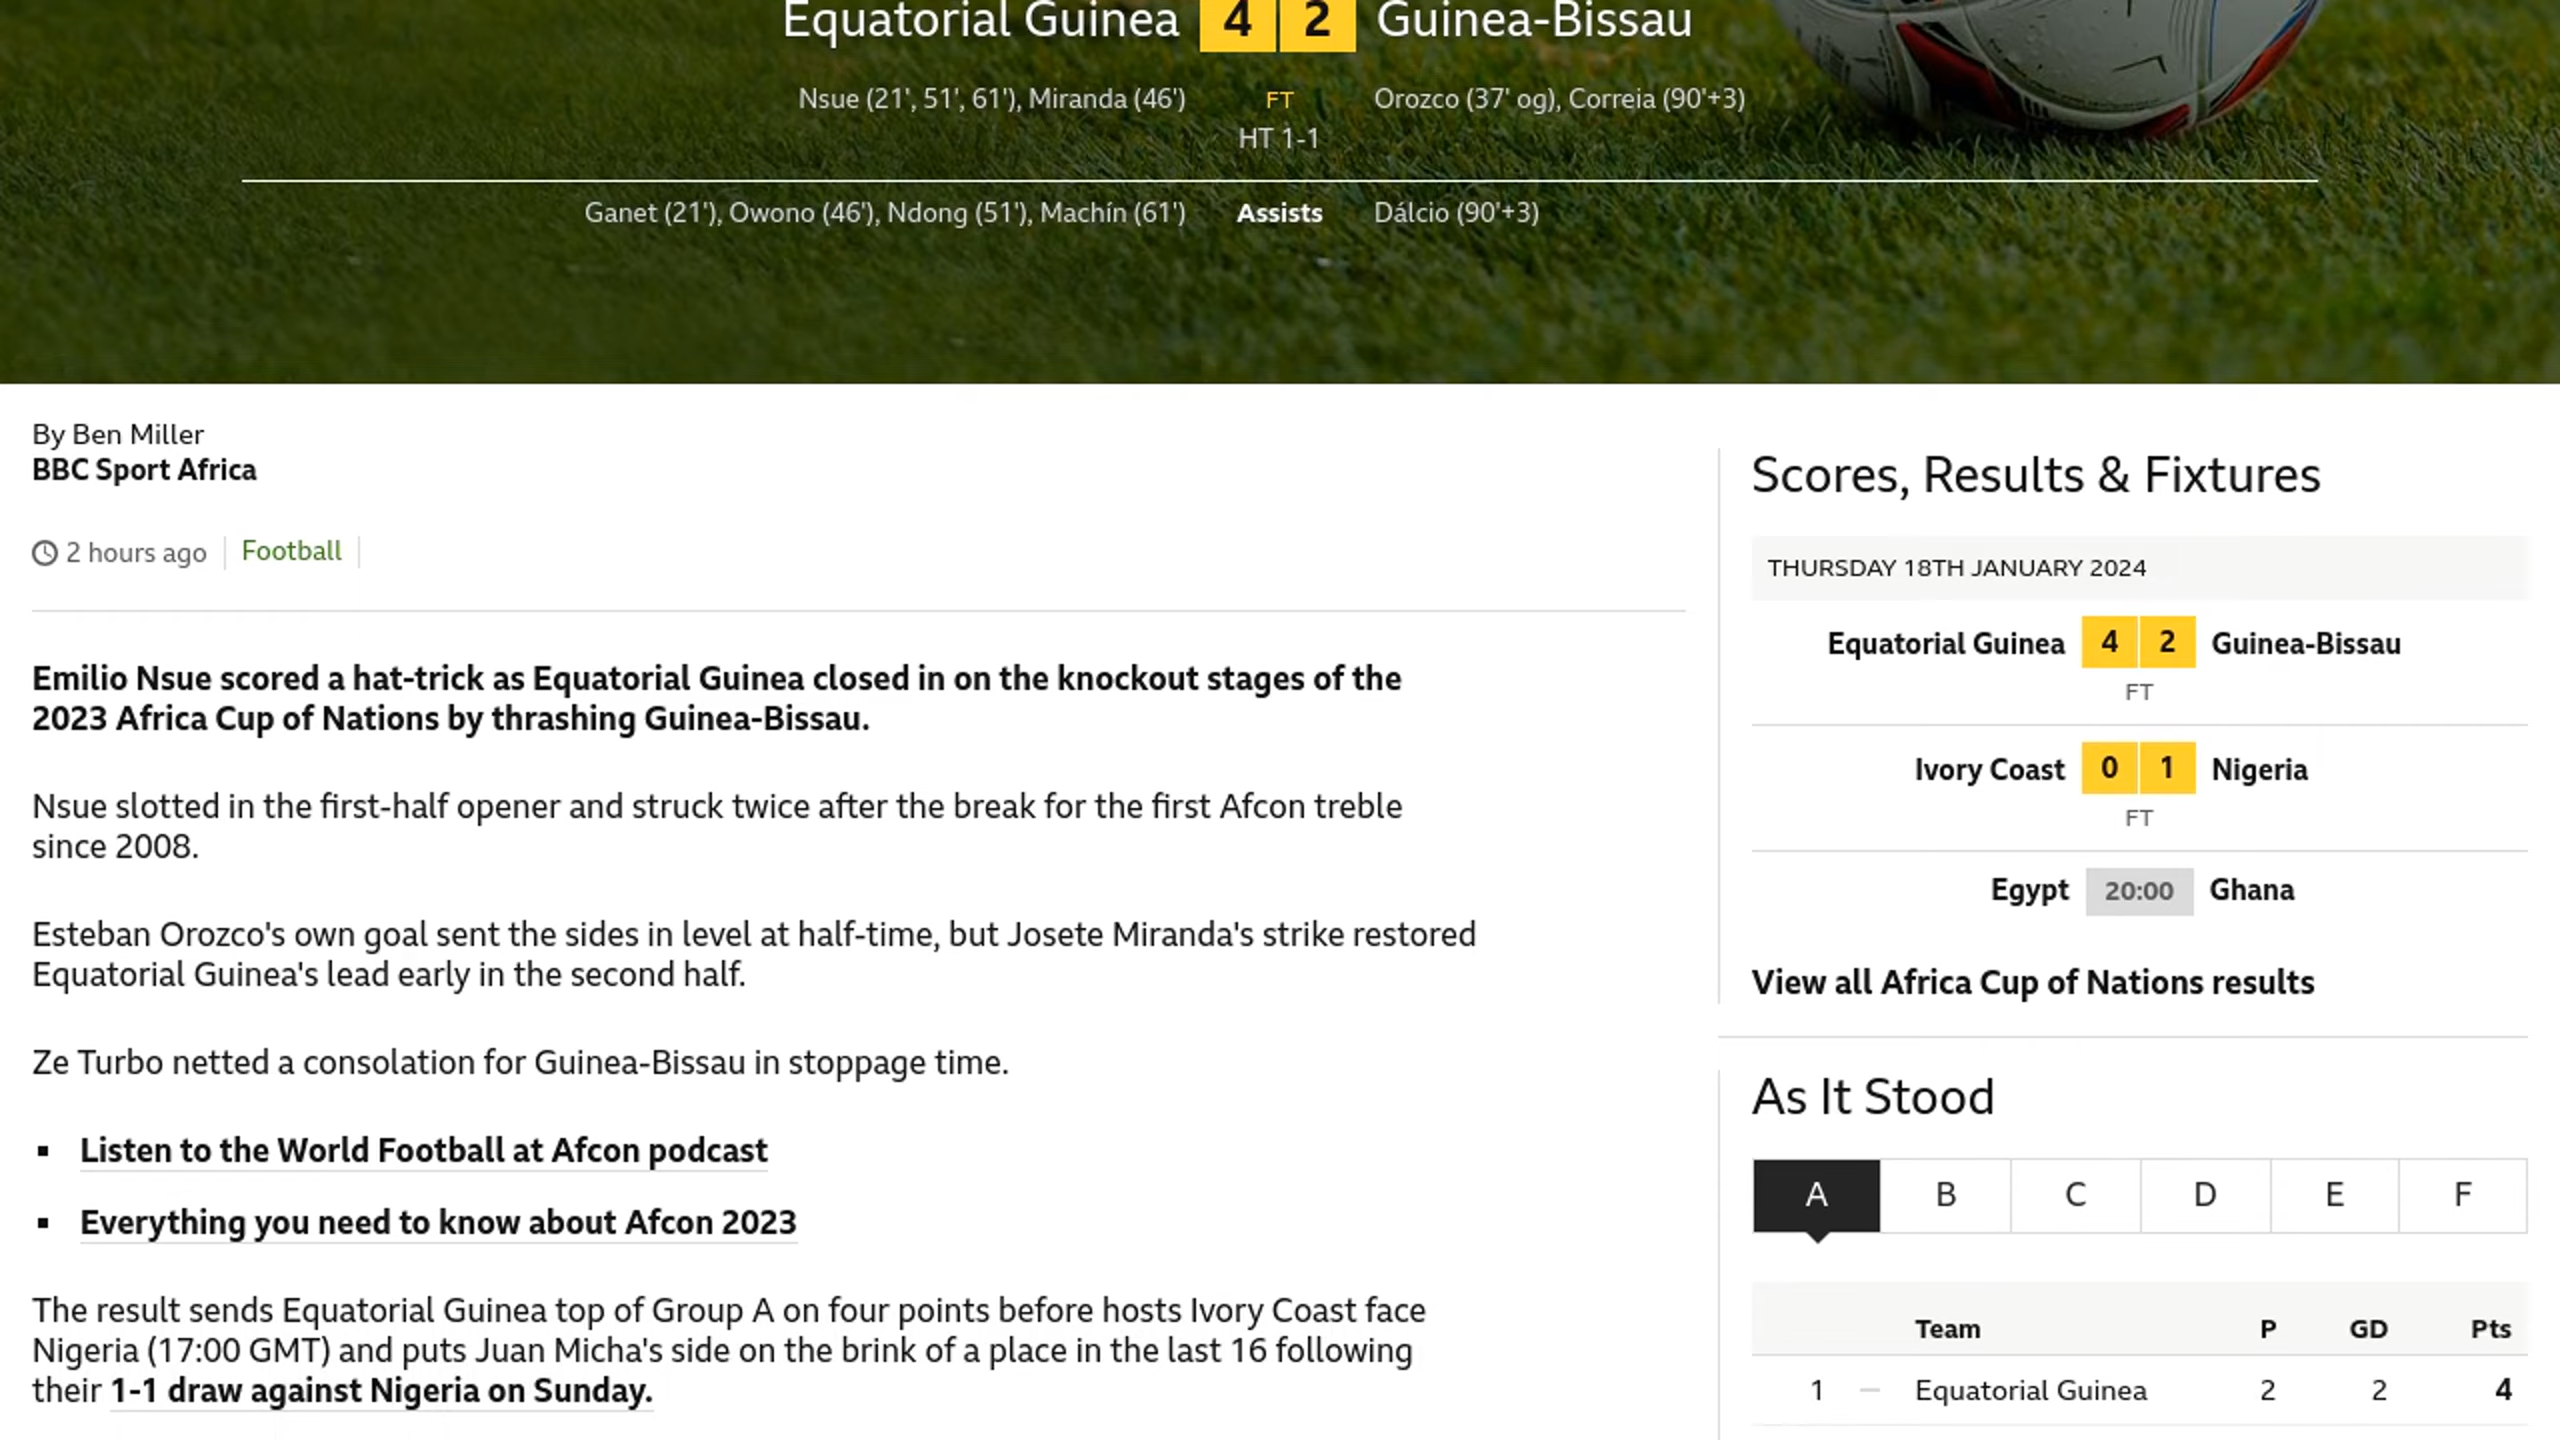 Equatorial Guinea 4 2 Guinea-Bissau
Nsue (21', 51', 61'), Miranda (46') FT Orozco (37' og), Correia (90'+3)
HT 1-1
Ganet (21'), Owono (46'), Ndong (51'), Machín (61') Assists Dálcio (90'+3)
By Ben Miller
BBC Sport Africa
2 hours ago Football
Emilio Nsue scored a hat-trick as Equatorial Guinea closed in on the knockout stages of the
2023 Africa Cup of Nations by thrashing Guinea-Bissau.
Nsue slotted in the first-half opener and struck twice after the break for the first Afcon treble
since 2008.
Esteban Orozco's own goal sent the sides in level at half-time, but Josete Miranda's strike restored
Equatorial Guinea's lead early in the second half.
Ze Turbo netted a consolation for Guinea-Bissau in stoppage time.
Listen to the World Football at Afcon podcast
Everything you need to know about Afcon 2023
The result sends Equatorial Guinea top of Group A on four points before hosts Ivory Coast face
Nigeria (17:00 GMT) and puts Juan Micha's side on the brink of a place in the last 16 following
their 1-1 draw against Nigeria on Sunday.
Scores, Results & Fixtures
THURSDAY 18TH JANUARY 2024
Equatorial Guinea 4 2 Guinea-Bissau
FT
Ivory Coast 0 1 Nigeria
FT
Egypt 20:00 Ghana
View all Africa Cup of Nations results
As It Stood
A B C D E F
Team P GD Pts
1 – Equatorial Guinea 2 2 4